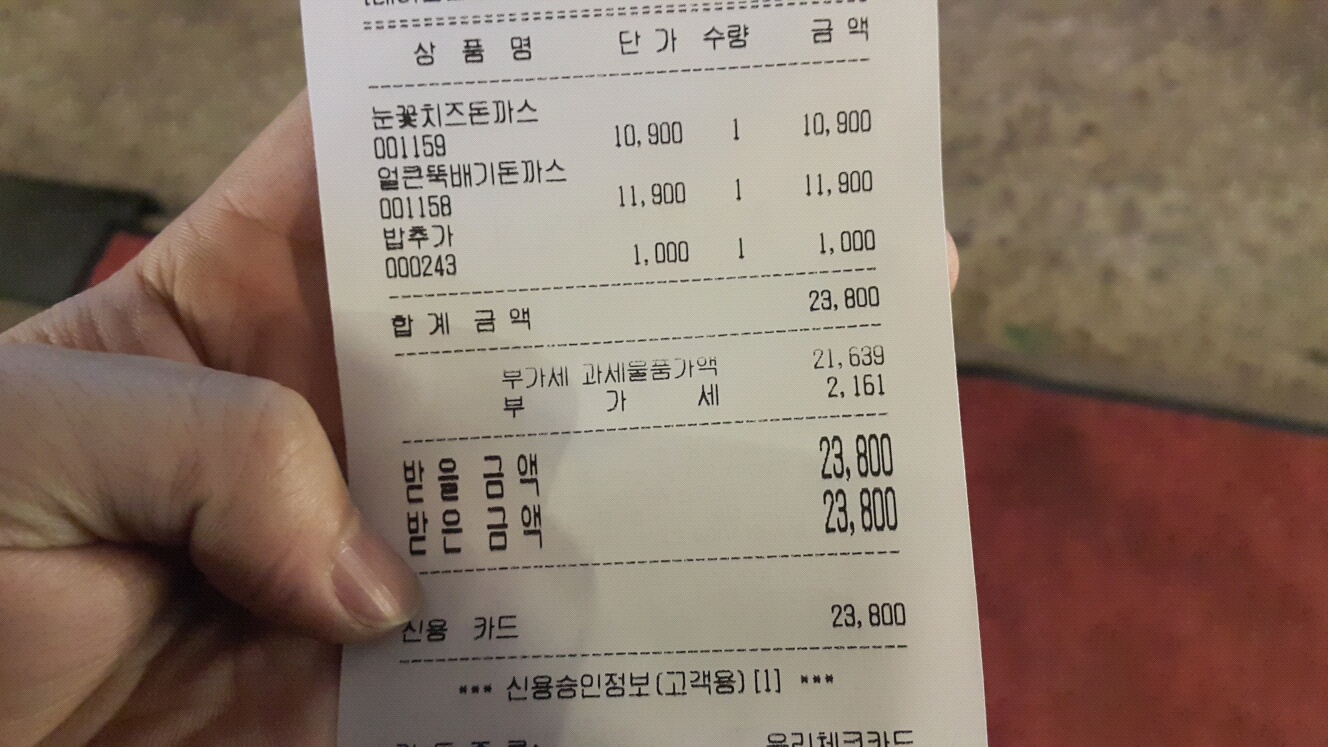 상 품 명 단 가 수량 금 액
눈꽃치즈돈까스
001159 10,900 1 10,900
얼큰뚝배기돈까스
001158 11,900 1 11,900
밥추가
000243 1,000 1 1,000
합 계 금 액 23,800
부가세 과세물품가액 21,639
부 가 세 2,161
받을 금액 23,800
받은 금액 23,800
신용 카드 23,800
*** 신용승인정보(고객용)[1] ***
우리체크카드